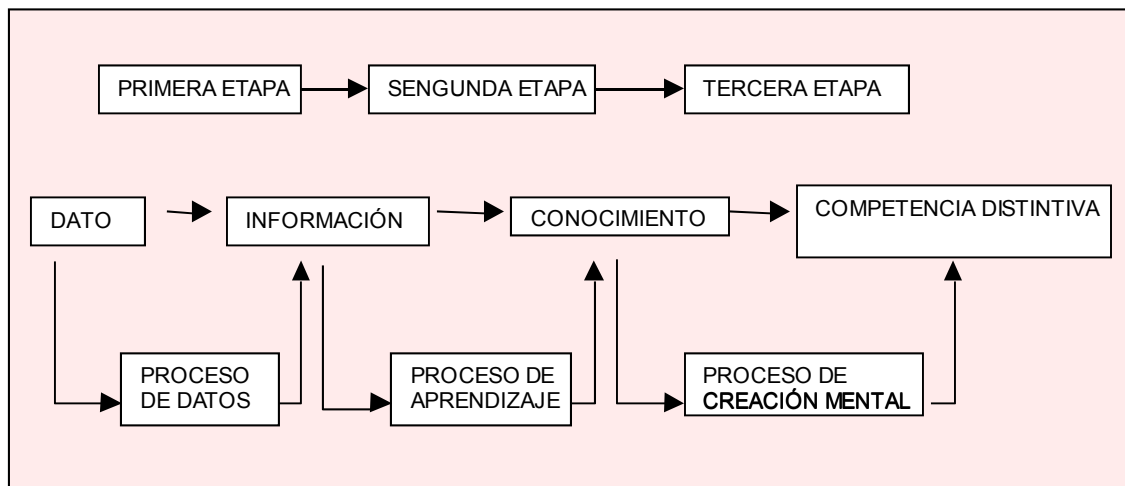 PRIMERA ETAPA
SENGUNDA ETAPA
TERCERA ETAPA
DATO
INFORMACIÓN
CONOCIMIENTO
COMPETENCIA DISTINTIVA
PROCESO
DE DATOS
PROCESO DE
APRENDIZAJE
PROCESO DE
CREACIÓN MENTAL